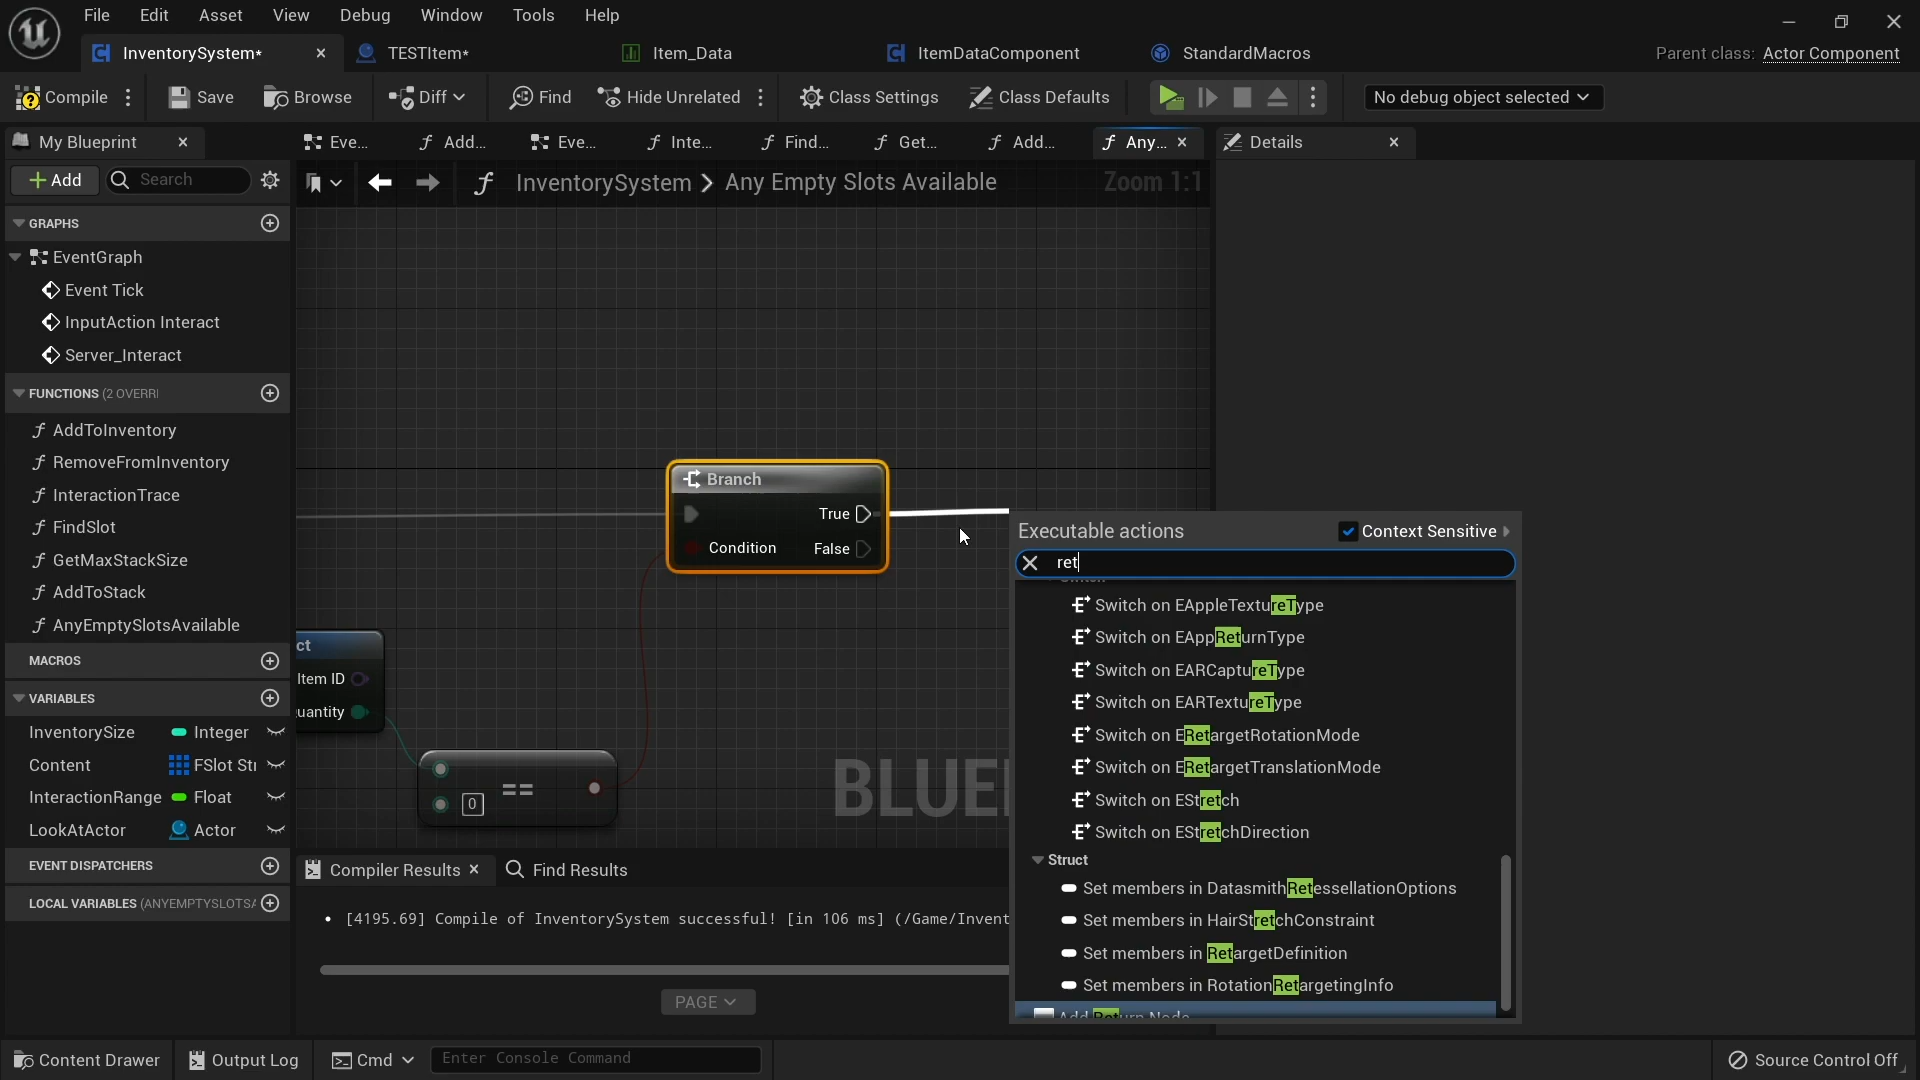 File Edit Asset View Debug Window Tools Help
InventorySystem* TESTItem* Item_Data ItemDataComponent StandardMacros Parent class: Actor Component
Compile Save Browse Diff Find Hide Unrelated Class Settings Class Defaults No debug object selected
My Blueprint Eve... Add... Eve... Inte... Find... Get... Add... Any... Details
Add Search InventorySystem > Any Empty Slots Available Zoom 1:1
GRAPHS
EventGraph
Event Tick
InputAction Interact
Server_Interact
FUNCTIONS (2 OVERRI
AddToInventory
RemoveFromInventory
InteractionTrace
FindSlot
GetMaxStackSize
AddToStack
AnyEmptySlotsAvailable
MACROS
VARIABLES
InventorySize Integer
Content FSlot Str
InteractionRange Float
LookAtActor Actor
EVENT DISPATCHERS
LOCAL VARIABLES (ANYEMPTYSLOTSA
Branch
True
Condition False
ct
Item ID
uantity
0 ==
BLUE
Executable actions Context Sensitive
ret
Switch on EAppleTextureType
Switch on EAppReturnType
Switch on EARCaptureType
Switch on EARTextureType
Switch on ERetargetRotationMode
Switch on ERetargetTranslationMode
Switch on EStretch
Switch on EStretchDirection
Struct
Set members in DatasmithRetessellationOptions
Set members in HairStretchConstraint
Set members in RetargetDefinition
Set members in RotationRetargetingInfo
Add Return Node
Compiler Results Find Results
• [4195.69] Compile of InventorySystem successful! [in 106 ms] (/Game/Invent
PAGE
Content Drawer Output Log Cmd Enter Console Command Source Control Off